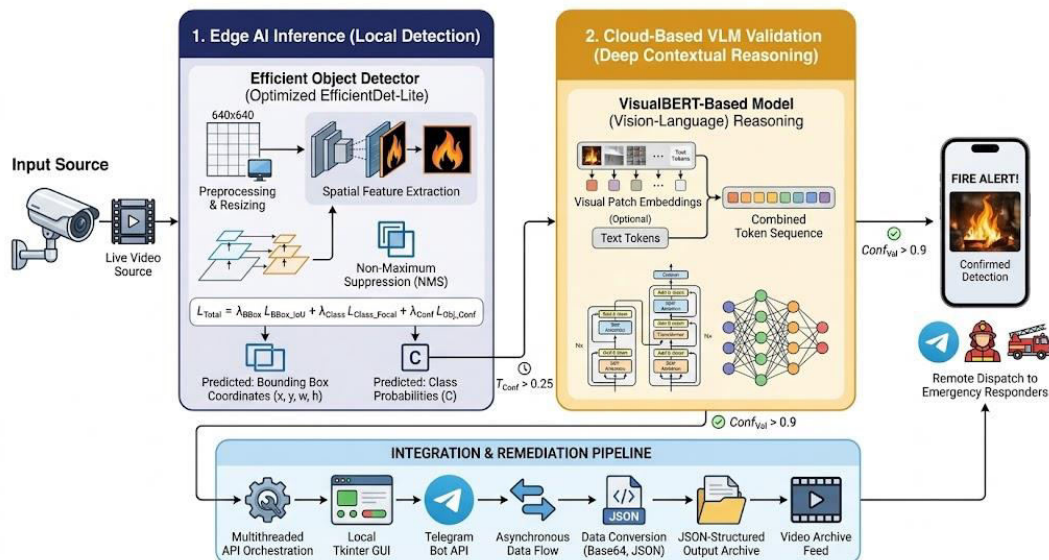 Input Source
Live Video
Source
1. Edge AI Inference (Local Detection)
Efficient Object Detector
(Optimized EfficientDet-Lite)
640x640
Preprocessing
& Resizing
Spatial Feature Extraction
Non-Maximum
Suppression (NMS)
L_Total = λ_BBox L_BBox_IoU + λ_Class L_Class_Focal + λ_Conf L_Obj_Conf
Predicted: Bounding Box
Coordinates (x, y, w, h)
C
Predicted: Class
Probabilities (C)
T_Conf > 0.25
2. Cloud-Based VLM Validation
(Deep Contextual Reasoning)
VisualBERT-Based Model
(Vision-Language) Reasoning
Tokens
Visual Patch Embeddings
(Optional)
Text Tokens
Combined
Token Sequence
Nx
Nx
Conf_Val > 0.9
FIRE ALERT!
Confirmed
Detection
Remote Dispatch to
Emergency Responders
Conf_Val > 0.9
INTEGRATION & REMEDIATION PIPELINE
Multithreaded
API Orchestration
Local
Tkinter GUI
Telegram
Bot API
Asynchronous
Data Flow
JSON
Data Conversion
(Base64, JSON)
JSON-Structured
Output Archive
Video Archive
Feed